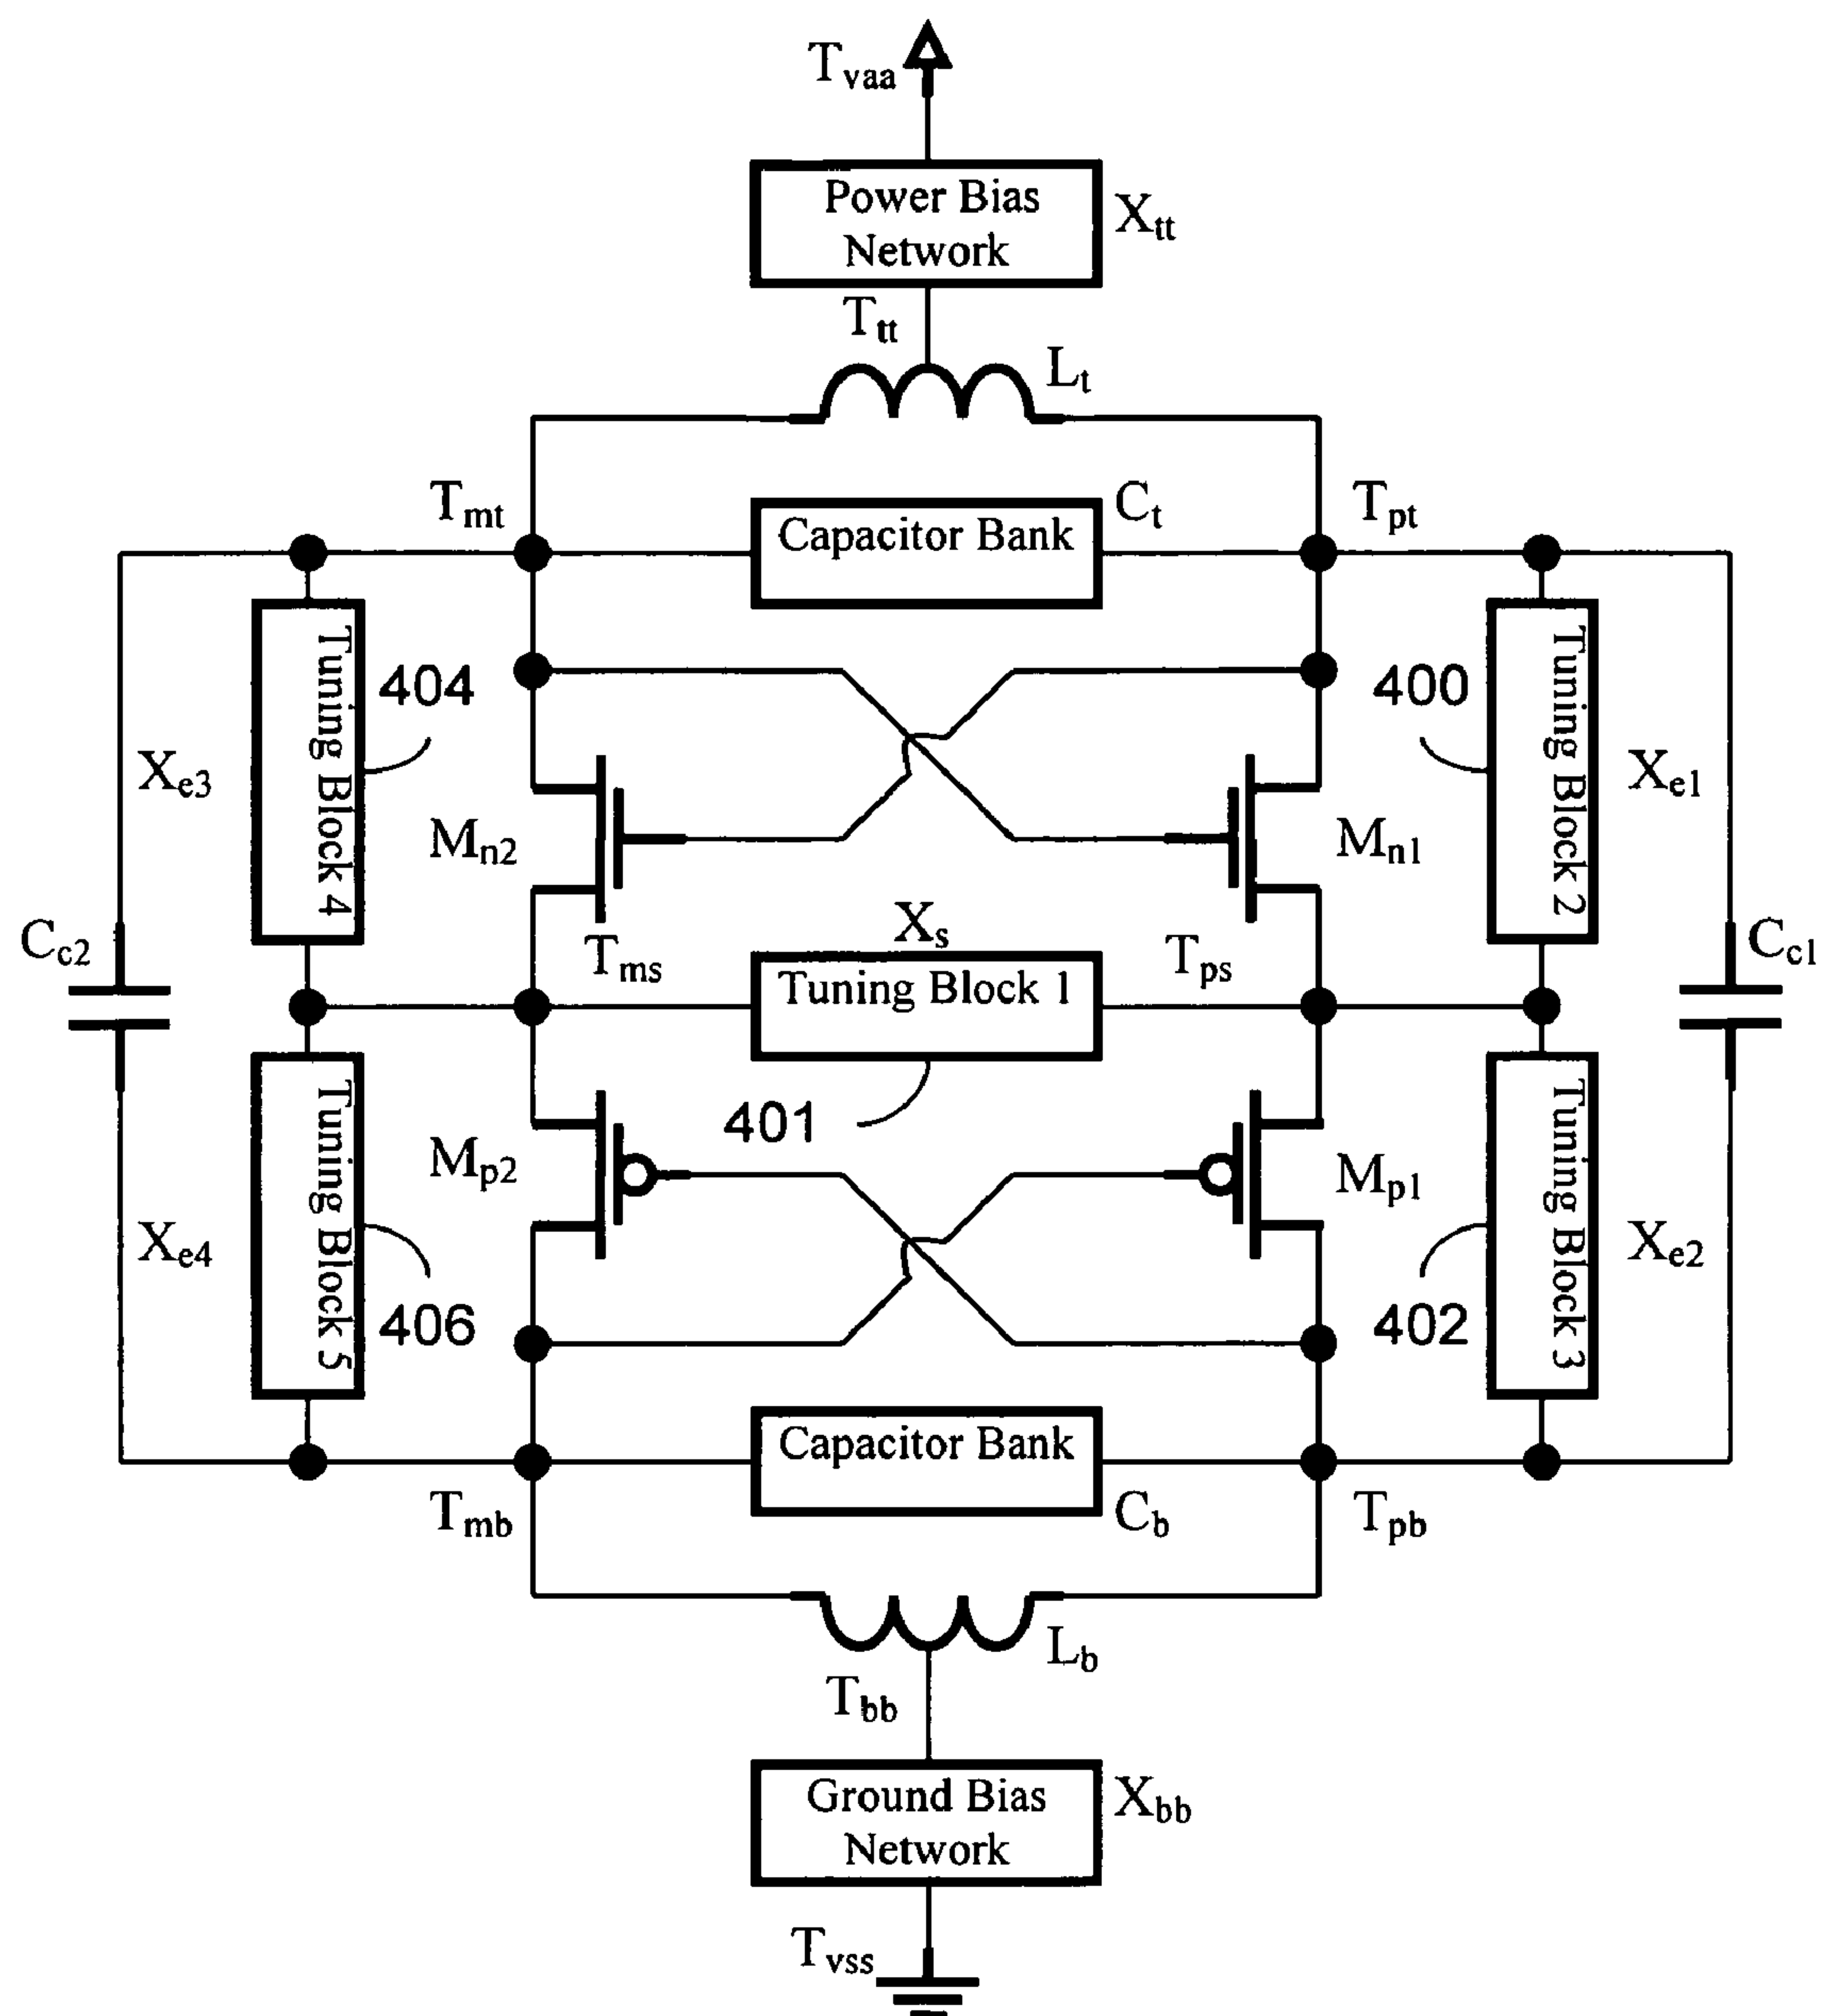 Tvaa
Power Bias
Network
Xtt
Ttt
Lt
Tmt
Capacitor Bank
Ct
Tpt
Tuning Block 4
404
400
Tuning Block 2
Xe3
Xe1
Mn2
Mn1
Cc2
Xs
Cc1
Tms
Tuning Block 1
Tps
401
Mp2
Mp1
Tuning Block 5
Tuning Block 3
Xe4
Xe2
406
402
Capacitor Bank
Tmb
Cb
Tpb
Lb
Tbb
Ground Bias
Network
Xbb
Tvss